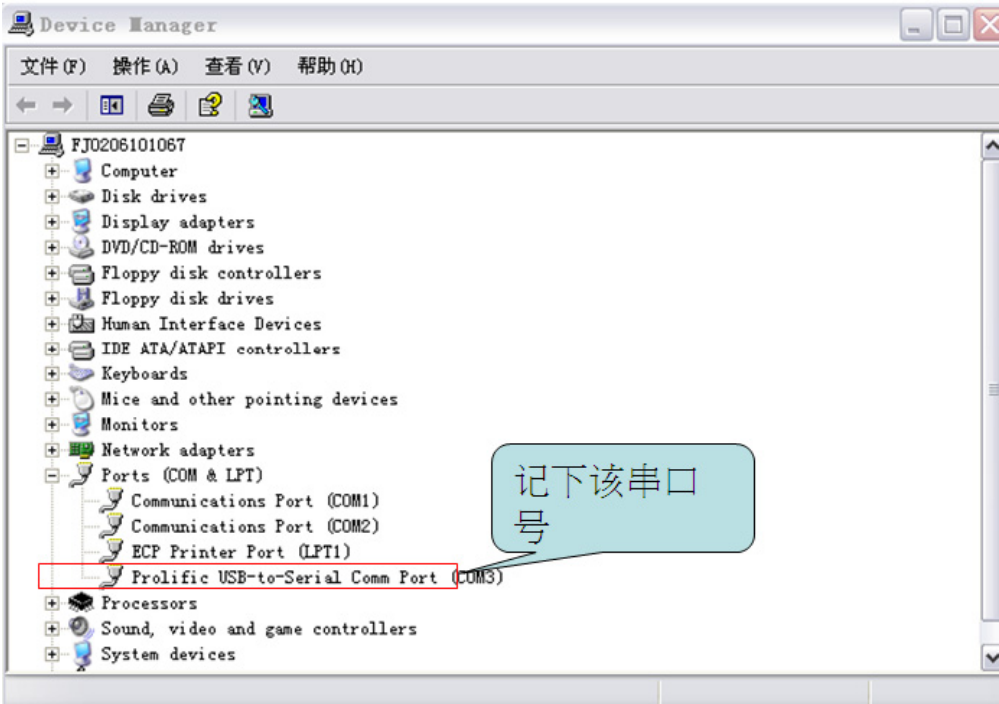 Device Manager
文件(F) 操作(A) 查看(V) 帮助(H)
FJ0206101067
Computer
Disk drives
Display adapters
DVD/CD-ROM drives
Floppy disk controllers
Floppy disk drives
Human Interface Devices
IDE ATA/ATAPI controllers
Keyboards
Mice and other pointing devices
Monitors
Network adapters
Ports (COM & LPT)
Communications Port (COM1)
Communications Port (COM2)
ECP Printer Port (LPT1)
Prolific USB-to-Serial Comm Port (COM3)
Processors
Sound, video and game controllers
System devices
记下该串口
号